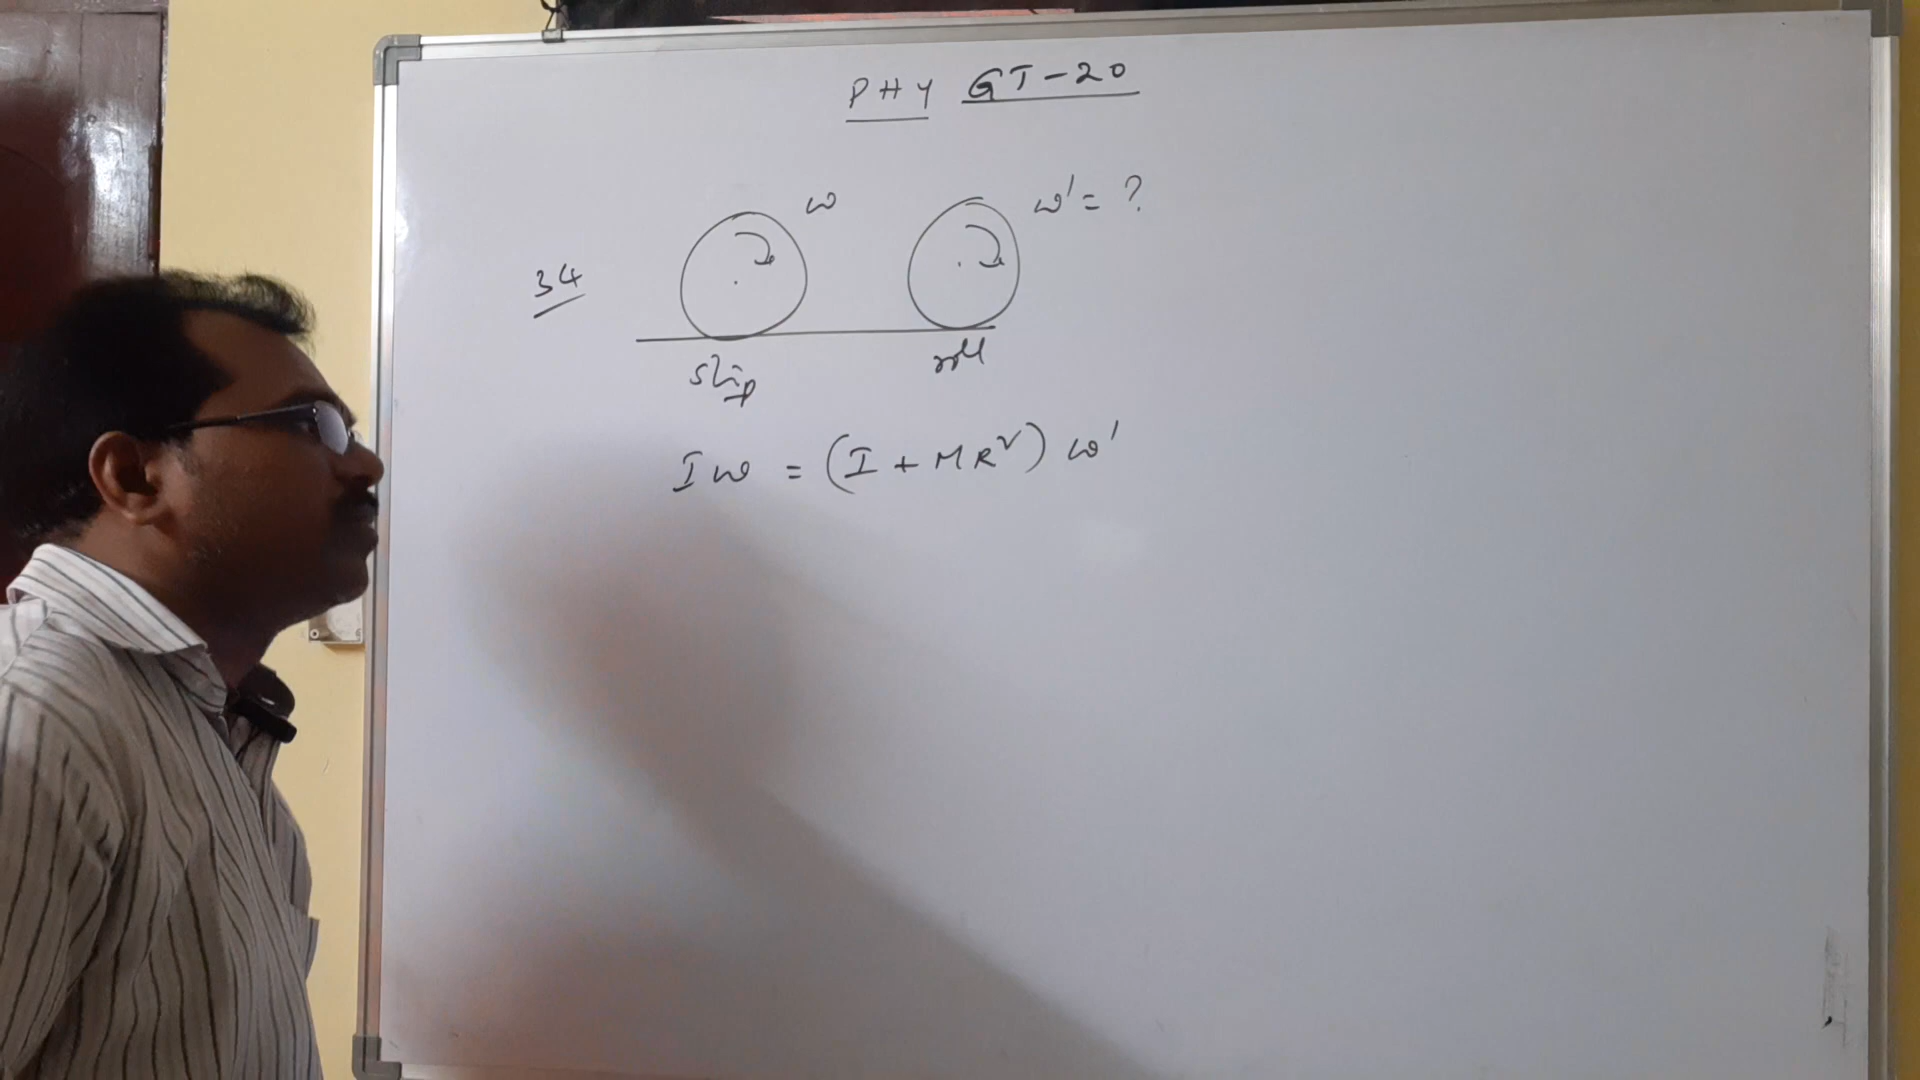 PHY GT-20
ω ω' = ?
34
slip roll
Iω = (I + MR²) ω'